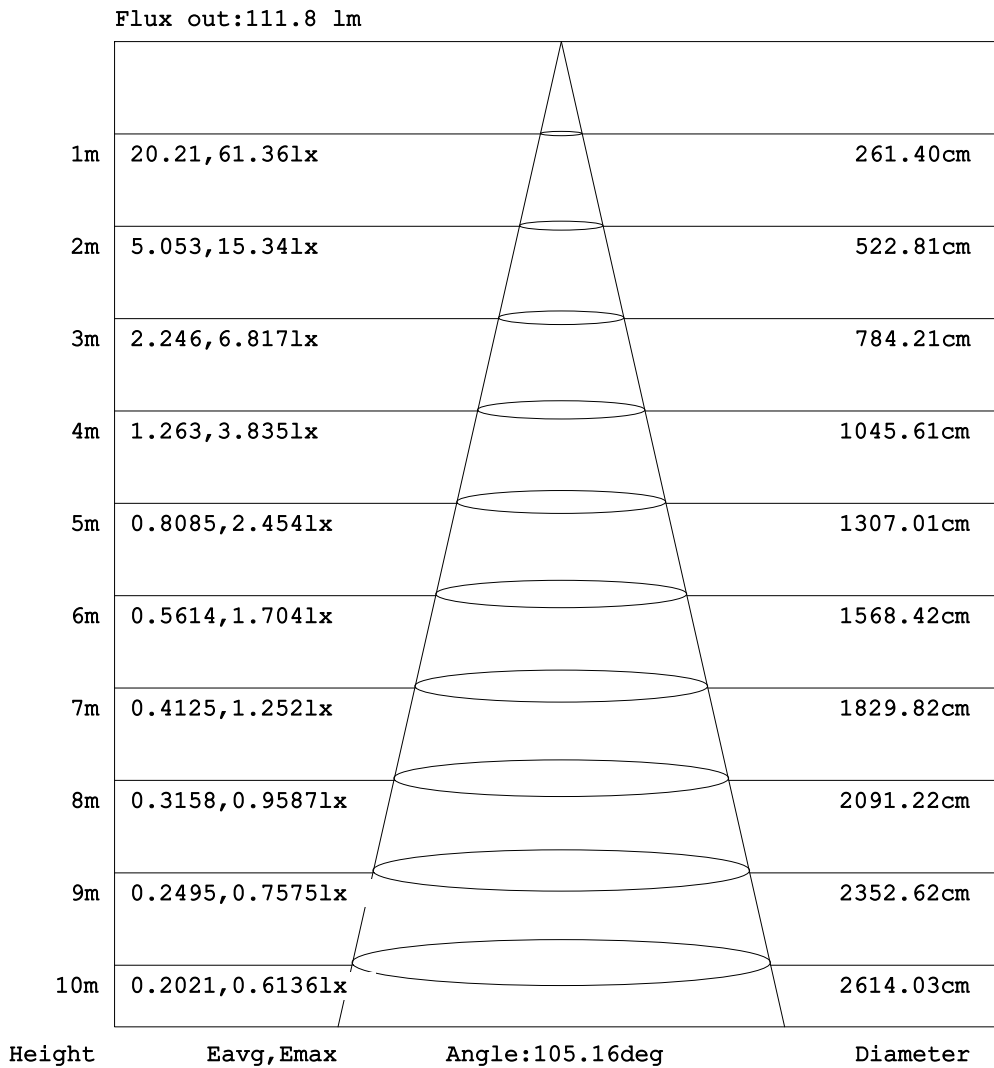 Flux out:111.8 lm
1m 20.21,61.36lx 261.40cm
2m 5.053,15.34lx 522.81cm
3m 2.246,6.817lx 784.21cm
4m 1.263,3.835lx 1045.61cm
5m 0.8085,2.454lx 1307.01cm
6m 0.5614,1.704lx 1568.42cm
7m 0.4125,1.252lx 1829.82cm
8m 0.3158,0.9587lx 2091.22cm
9m 0.2495,0.7575lx 2352.62cm
10m 0.2021,0.6136lx 2614.03cm
Height Eavg,Emax Angle:105.16deg Diameter